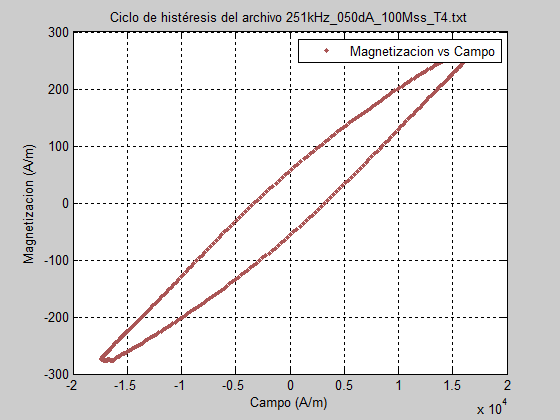 Ciclo de histéresis del archivo 251kHz_050dA_100Mss_T4.txt
Magnetizacion vs Campo
300
200
100
0
-100
-200
-300
Magnetizacion (A/m)
-2 -1.5 -1 -0.5 0 0.5 1 1.5 2
Campo (A/m)
x 10^4